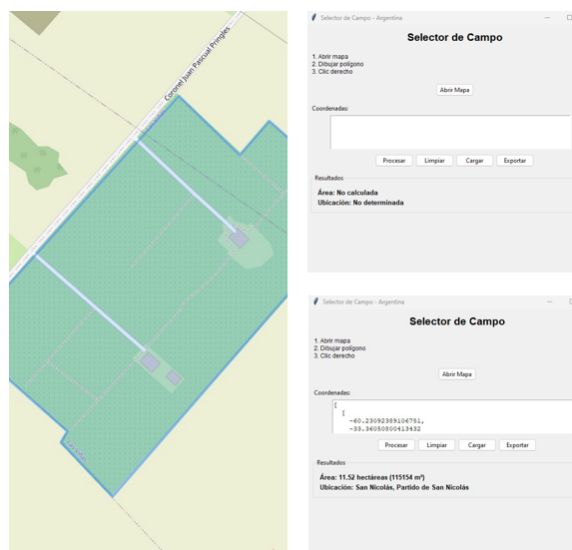 Coronel Juan Pascual Pringles
Selector de Campo - Argentina
Selector de Campo
1. Abrir mapa
2. Dibujar polígono
3. Clic derecho
Abrir Mapa
Coordenadas:
Procesar Limpiar Cargar Exportar
Resultados
Área: No calculada
Ubicación: No determinada
Selector de Campo - Argentina
Selector de Campo
1. Abrir mapa
2. Dibujar polígono
3. Clic derecho
Abrir Mapa
Coordenadas:
[
[
-60.23092389106751,
-33.36050800413432
Procesar Limpiar Cargar Exportar
Resultados
Área: 11.52 hectáreas (115154 m²)
Ubicación: San Nicolás, Partido de San Nicolás